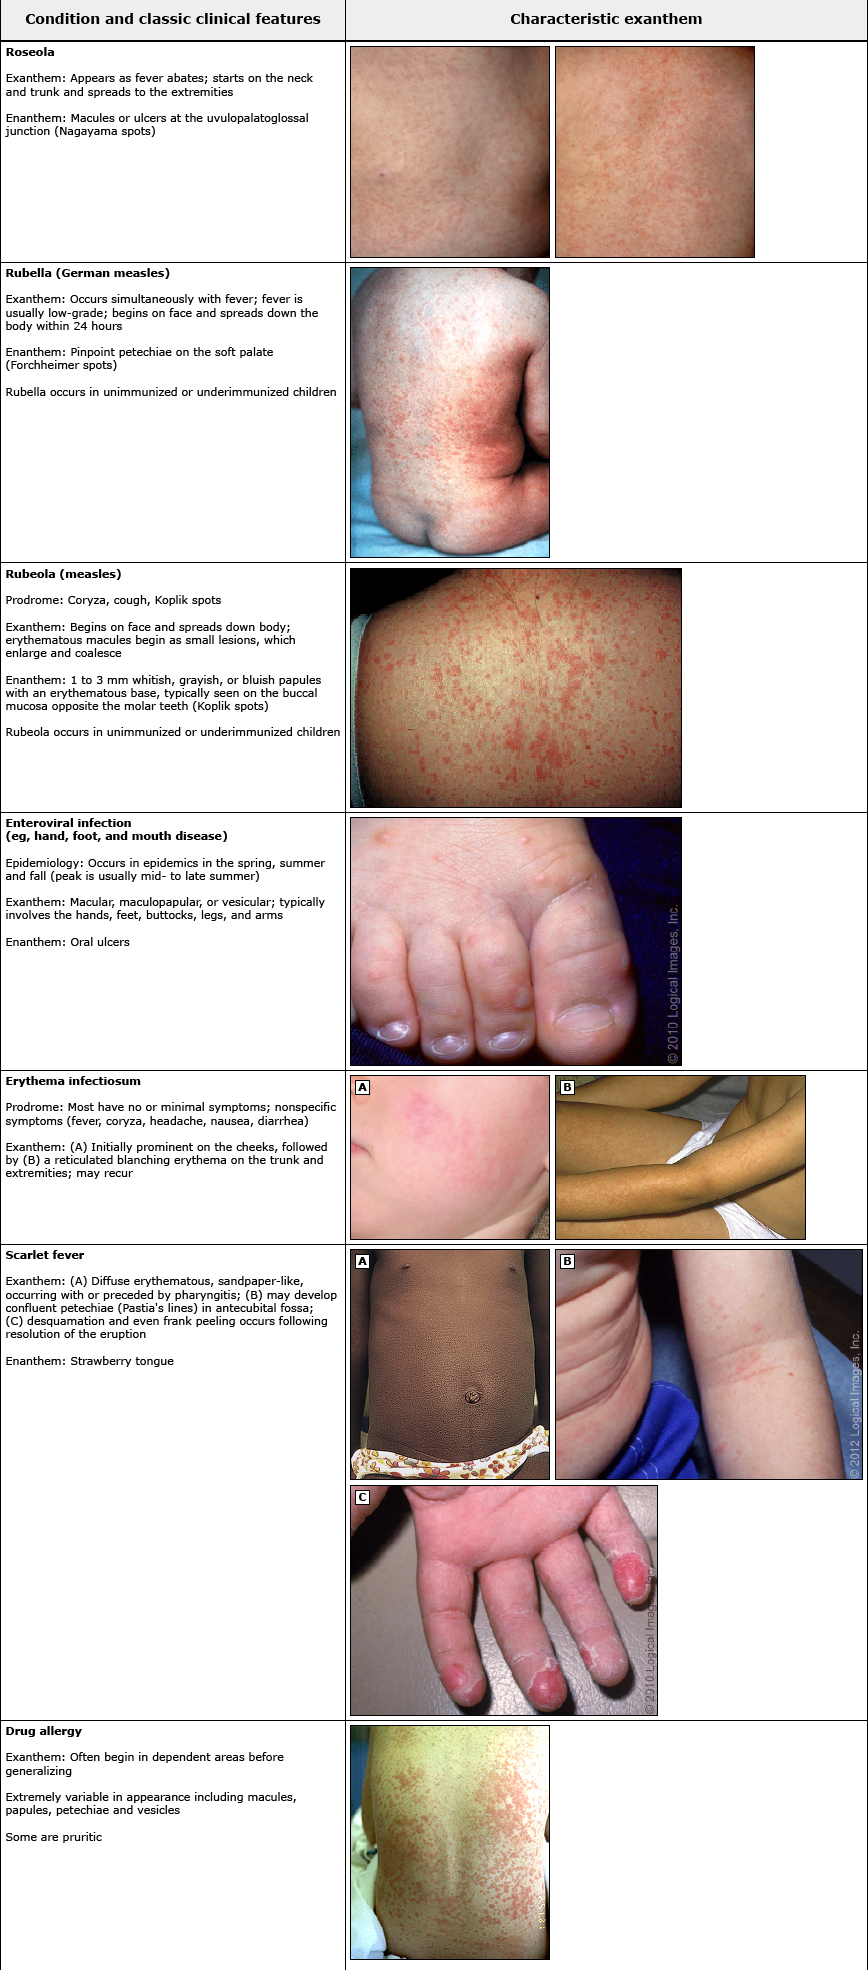 Condition and classic clinical features
Characteristic exanthem
Roseola
Exanthem: Appears as fever abates; starts on the neck
and trunk and spreads to the extremities
Enanthem: Macules or ulcers at the uvulopalatoglossal
junction (Nagayama spots)
Rubella (German measles)
Exanthem: Occurs simultaneously with fever; fever is
usually low-grade; begins on face and spreads down the
body within 24 hours
Enanthem: Pinpoint petechiae on the soft palate
(Forchheimer spots)
Rubella occurs in unimmunized or underimmunized children
Rubeola (measles)
Prodrome: Coryza, cough, Koplik spots
Exanthem: Begins on face and spreads down body;
erythematous macules begin as small lesions, which
enlarge and coalesce
Enanthem: 1 to 3 mm whitish, grayish, or bluish papules
with an erythematous base, typically seen on the buccal
mucosa opposite the molar teeth (Koplik spots)
Rubeola occurs in unimmunized or underimmunized children
Enteroviral infection
(eg, hand, foot, and mouth disease)
Epidemiology: Occurs in epidemics in the spring, summer
and fall (peak is usually mid- to late summer)
Exanthem: Macular, maculopapular, or vesicular; typically
involves the hands, feet, buttocks, legs, and arms
Enanthem: Oral ulcers
© 2010 Logical Images, Inc.
Erythema infectiosum
Prodrome: Most have no or minimal symptoms; nonspecific
symptoms (fever, coryza, headache, nausea, diarrhea)
Exanthem: (A) Initially prominent on the cheeks, followed
by (B) a reticulated blanching erythema on the trunk and
extremities; may recur
A
B
Scarlet fever
Exanthem: (A) Diffuse erythematous, sandpaper-like,
occurring with or preceded by pharyngitis; (B) may develop
confluent petechiae (Pastia's lines) in antecubital fossa;
(C) desquamation and even frank peeling occurs following
resolution of the eruption
Enanthem: Strawberry tongue
A
B
© 2012 Logical Images, Inc.
C
© 2010 Logical Images, Inc.
Drug allergy
Exanthem: Often begin in dependent areas before
generalizing
Extremely variable in appearance including macules,
papules, petechiae and vesicles
Some are pruritic